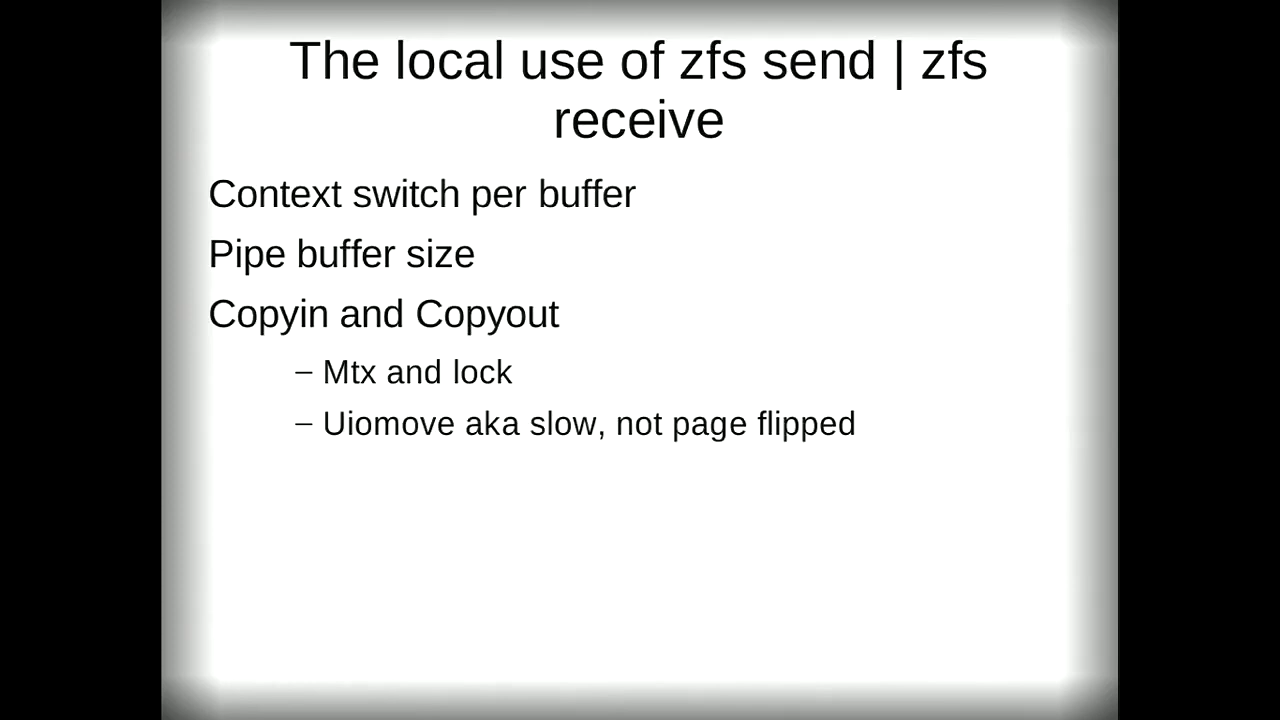 The local use of zfs send | zfs
receive
Context switch per buffer
Pipe buffer size
Copyin and Copyout
– Mtx and lock
– Uiomove aka slow, not page flipped